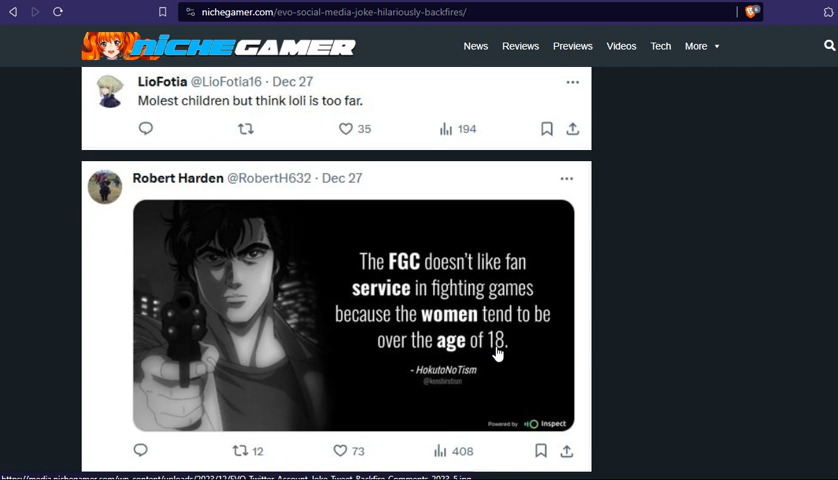 nichegamer.com/evo-social-media-joke-hilariously-backfires/
NICHEGAMER
News Reviews Previews Videos Tech More
LioFotia @LioFotia16 · Dec 27
Molest children but think loli is too far.
35 194
Robert Harden @RobertH632 · Dec 27
The FGC doesn't like fan
service in fighting games
because the women tend to be
over the age of 18.
- HokutoNoTism
Powered by Inspect
12 73 408